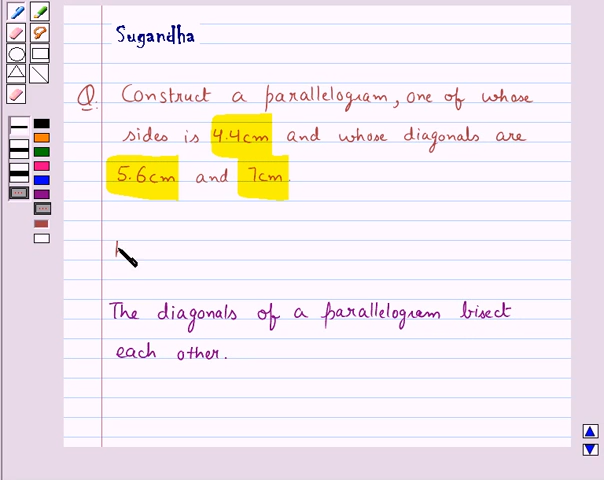 Sugandha
Q. Construct a parallelogram, one of whose
sides is 4.4cm and whose diagonals are
5.6cm and 7cm.
The diagonals of a parallelogram bisect
each other.